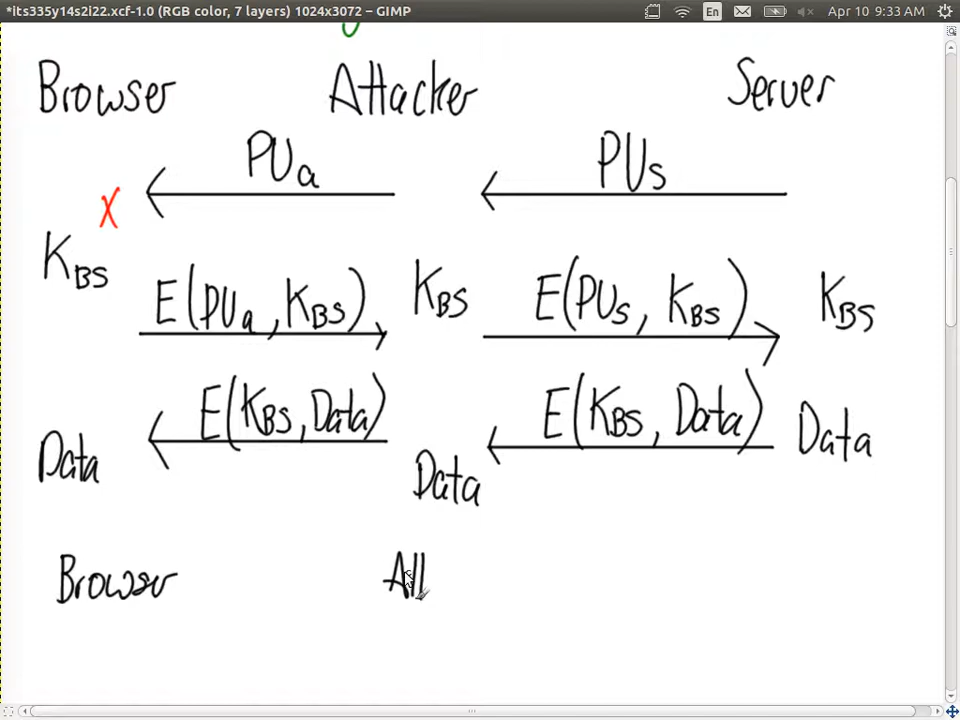 *its335y14s2i22.xcf-1.0 (RGB color, 7 layers) 1024x3072 – GIMP En Apr 10 9:33 AM
Browser Attacker Server
PUa PUs
X
KBS
E(PUa, KBS) KBS E(PUs, KBS) KBS
E(KBS, Data) E(KBS, Data)
Data Data Data
Browser All